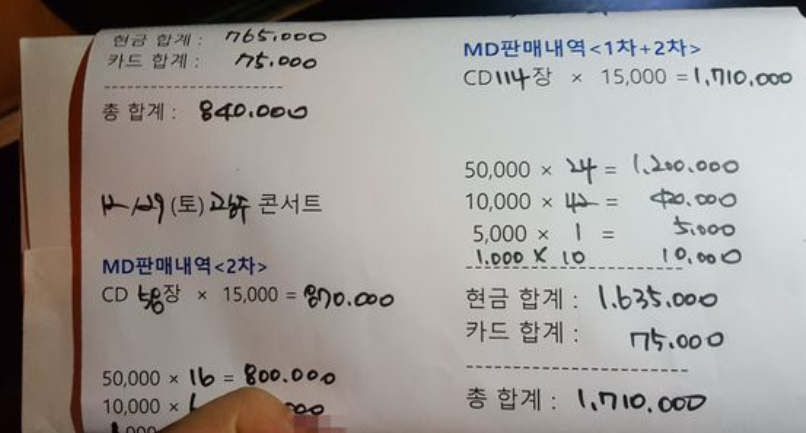 현금 합계 : 765,000
카드 합계 : 75.000
총 합계 : 840.000
12/29 (토) 광주 콘서트
MD판매내역<2차>
CD 58장 × 15,000 = 870.000
50,000 × 16 = 800.000
10,000 ×
MD판매내역<1차+2차>
CD 114장 × 15,000 = 1,710,000
50,000 × 24 = 1,200.000
10,000 × 42 = 420.000
5,000 × 1 = 5,000
1.000 X 10 10,000
현금 합계 : 1.635.000
카드 합계 : 75.000
총 합계 : 1,710.000